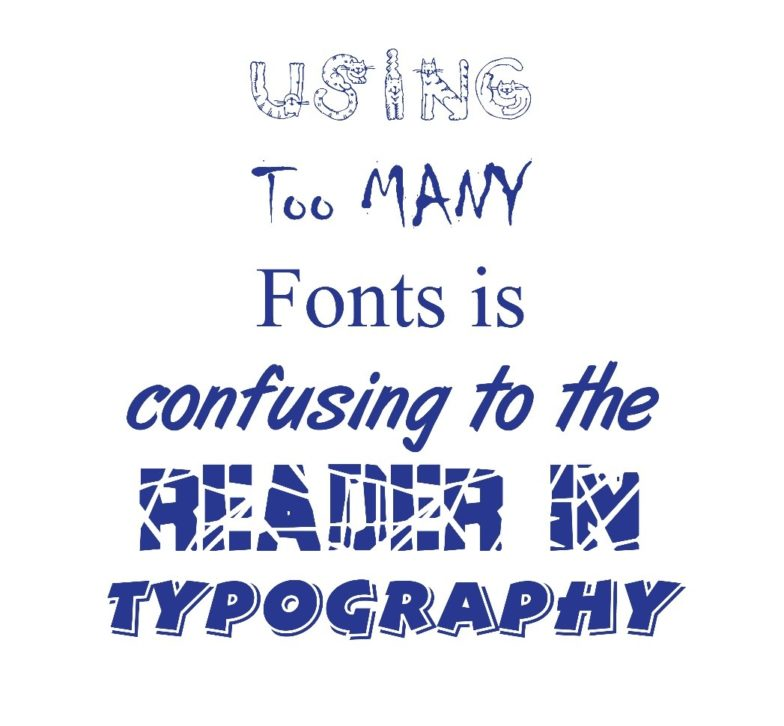 USING
Too MANY
Fonts is
confusing to the
READER IN
TYPOGRAPHY